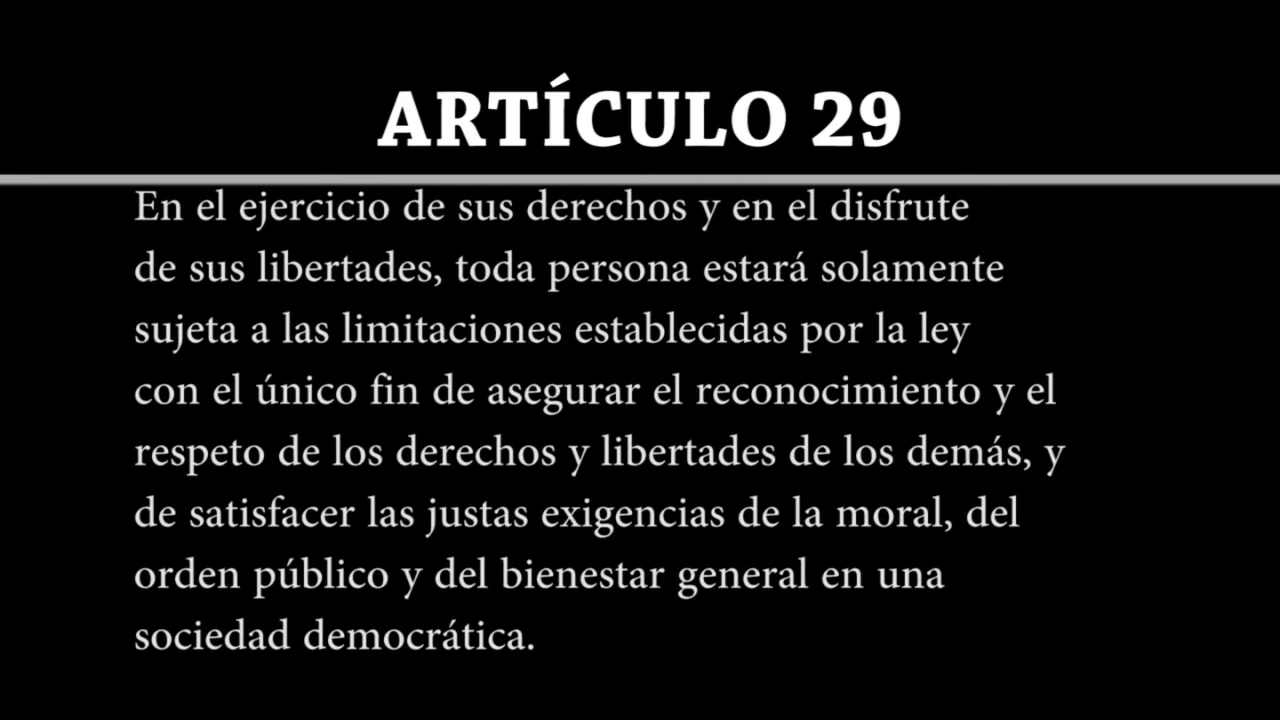 ARTÍCULO 29
En el ejercicio de sus derechos y en el disfrute
de sus libertades, toda persona estará solamente
sujeta a las limitaciones establecidas por la ley
con el único fin de asegurar el reconocimiento y el
respeto de los derechos y libertades de los demás, y
de satisfacer las justas exigencias de la moral, del
orden público y del bienestar general en una
sociedad democrática.